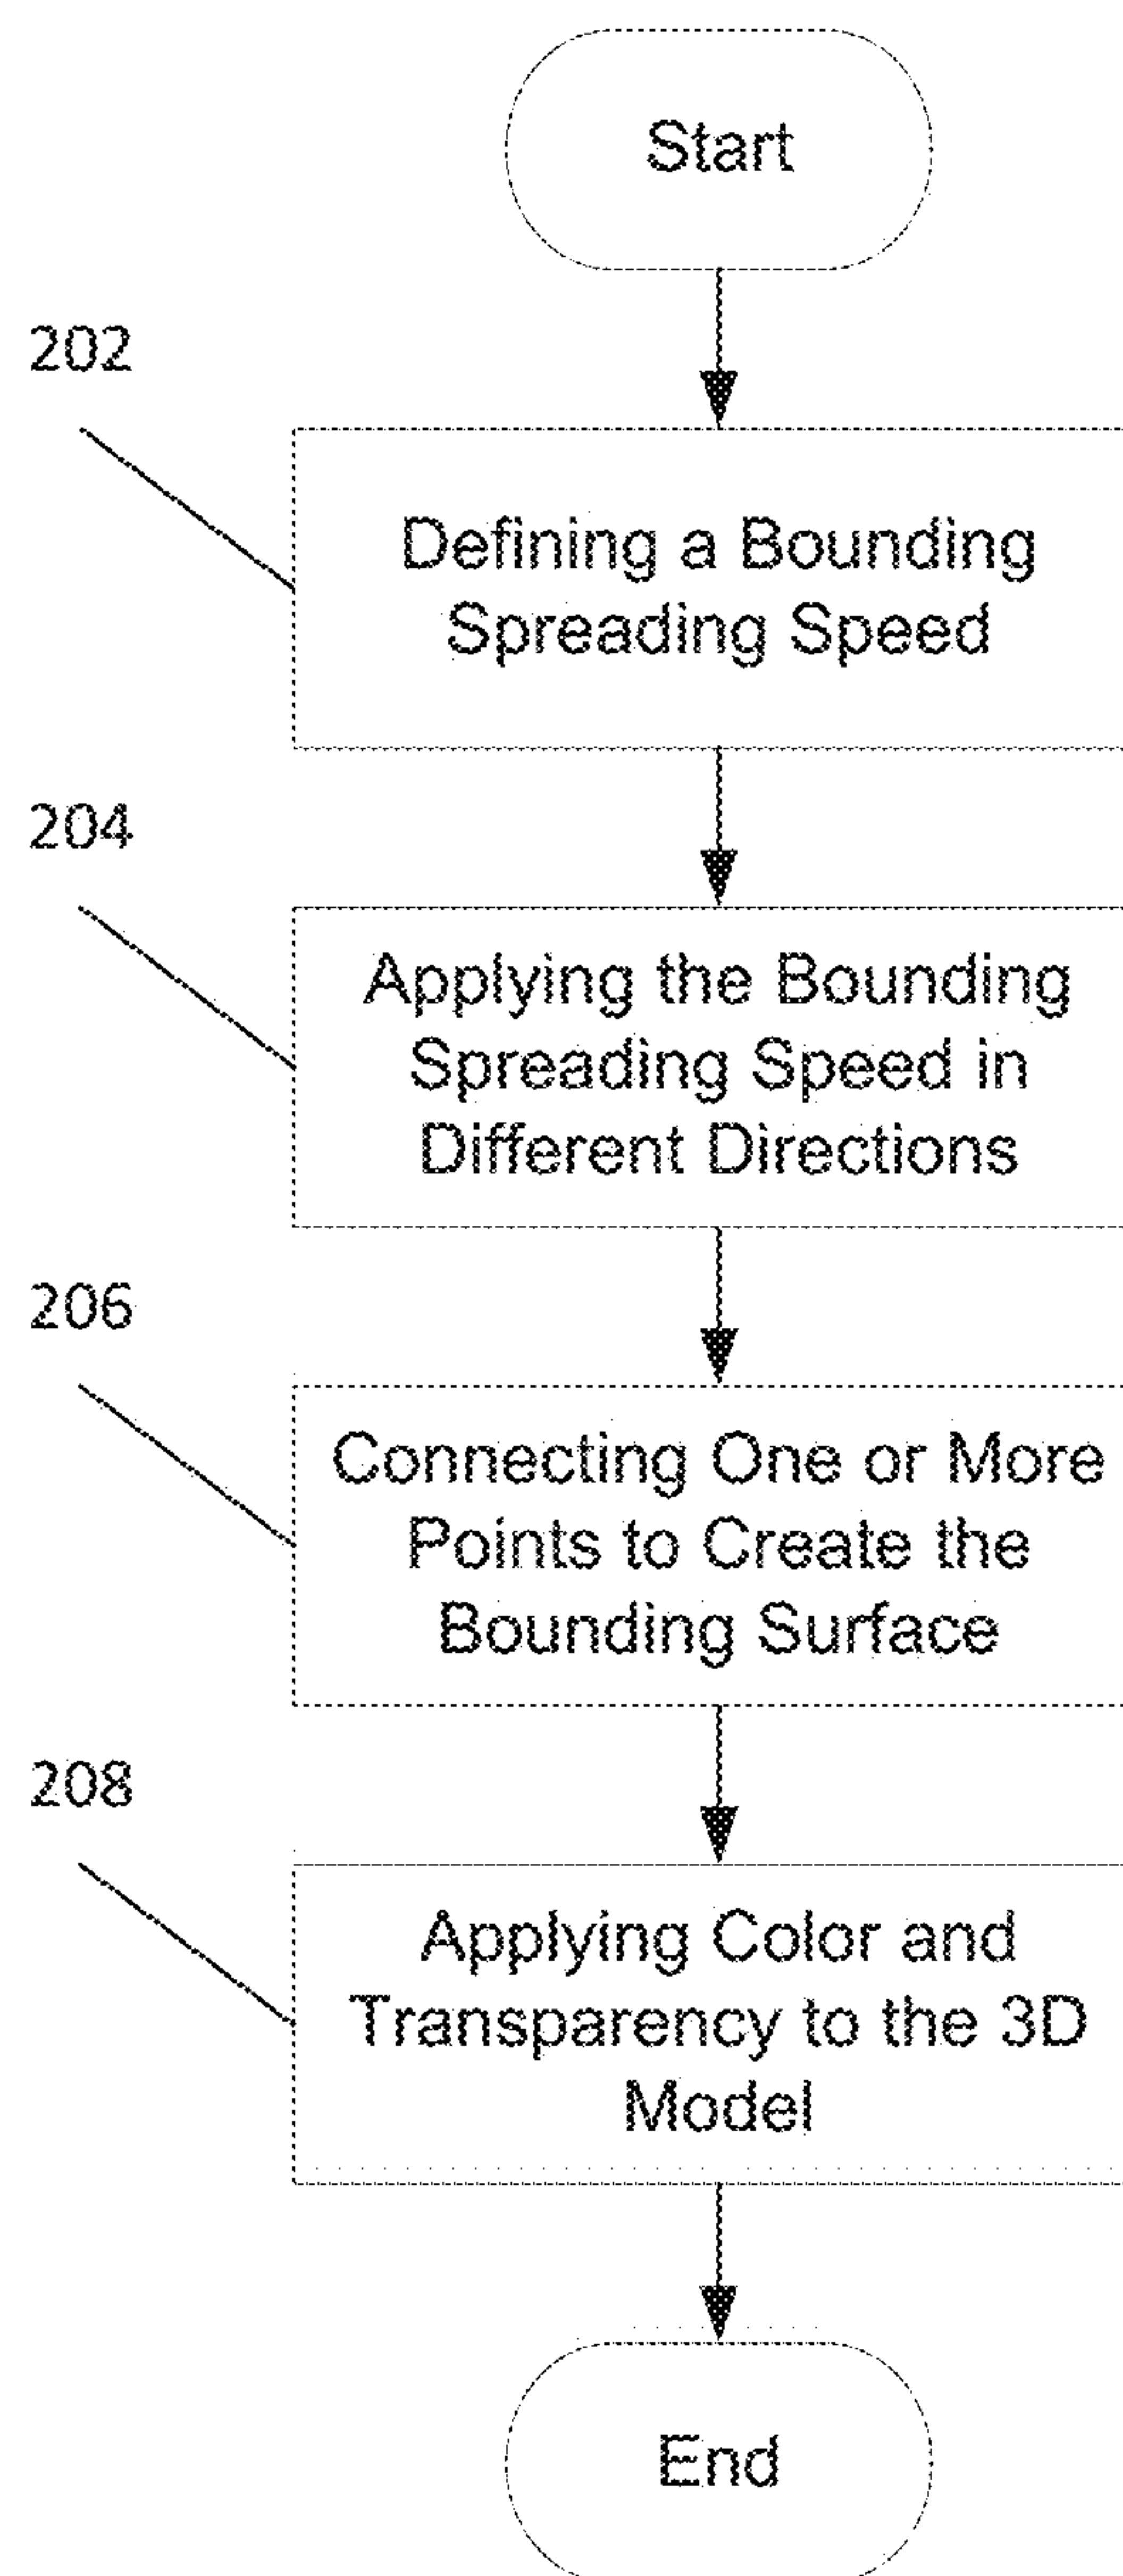 Start
202
Defining a Bounding
Spreading Speed
204
Applying the Bounding
Spreading Speed in
Different Directions
206
Connecting One or More
Points to Create the
Bounding Surface
208
Applying Color and
Transparency to the 3D
Model
End